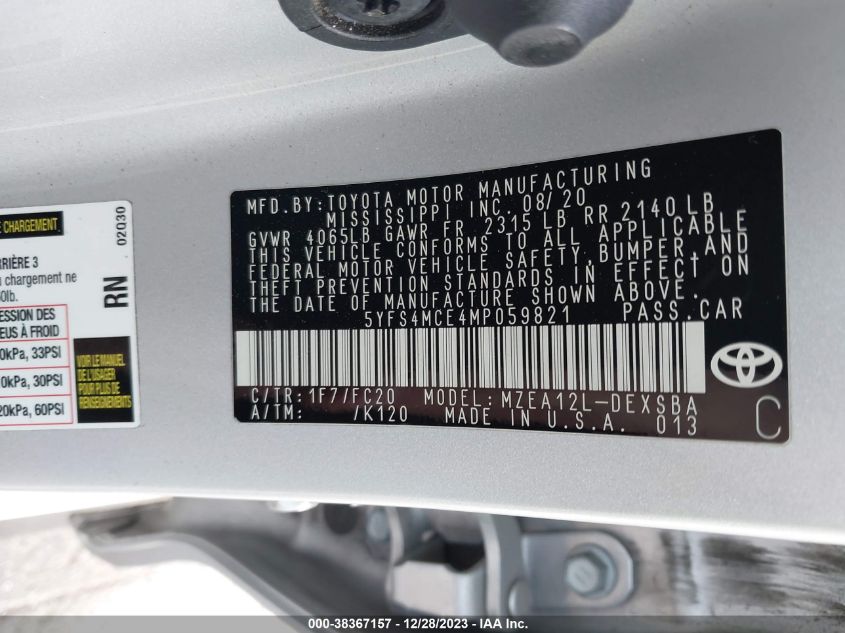 E CHARGEMENT
02030
RRIÈRE 3
chargement ne
0lb.
RN
ESSION DES
EUS À FROID
0kPa, 33PSI
0kPa, 30PSI
20kPa, 60PSI
VOIR LE MANUEL
DE L'USAGER
POUR PLUS DE
RENSEIGNEMENTS
MFD. BY: TOYOTA MOTOR MANUFACTURING
MISSISSIPPI INC. 08/20
GVWR 4065LB GAWR FR 2315 LB RR 2140 LB
THIS VEHICLE CONFORMS TO ALL APPLICABLE
FEDERAL MOTOR VEHICLE SAFETY, BUMPER, AND
THEFT PREVENTION STANDARDS IN EFFECT ON
THE DATE OF MANUFACTURE SHOWN ABOVE.
5YFS4MCE4MP059821 PASS. CAR
C/TR: 1F7/FC20 MODEL: MZEA12L-DEXSBA
A/TM: /K120 MADE IN U.S.A. 013
C
000-38367157 - 12/28/2023 - IAA Inc.